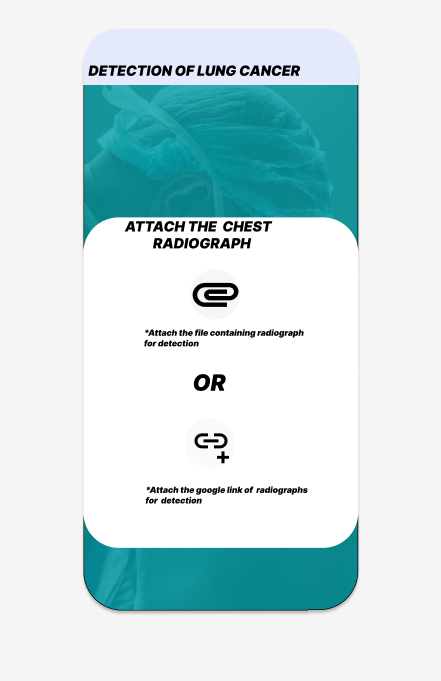 DETECTION OF LUNG CANCER
ATTACH THE CHEST
RADIOGRAPH
*Attach the file containing radiograph
for detection
OR
*Attach the google link of radiographs
for detection